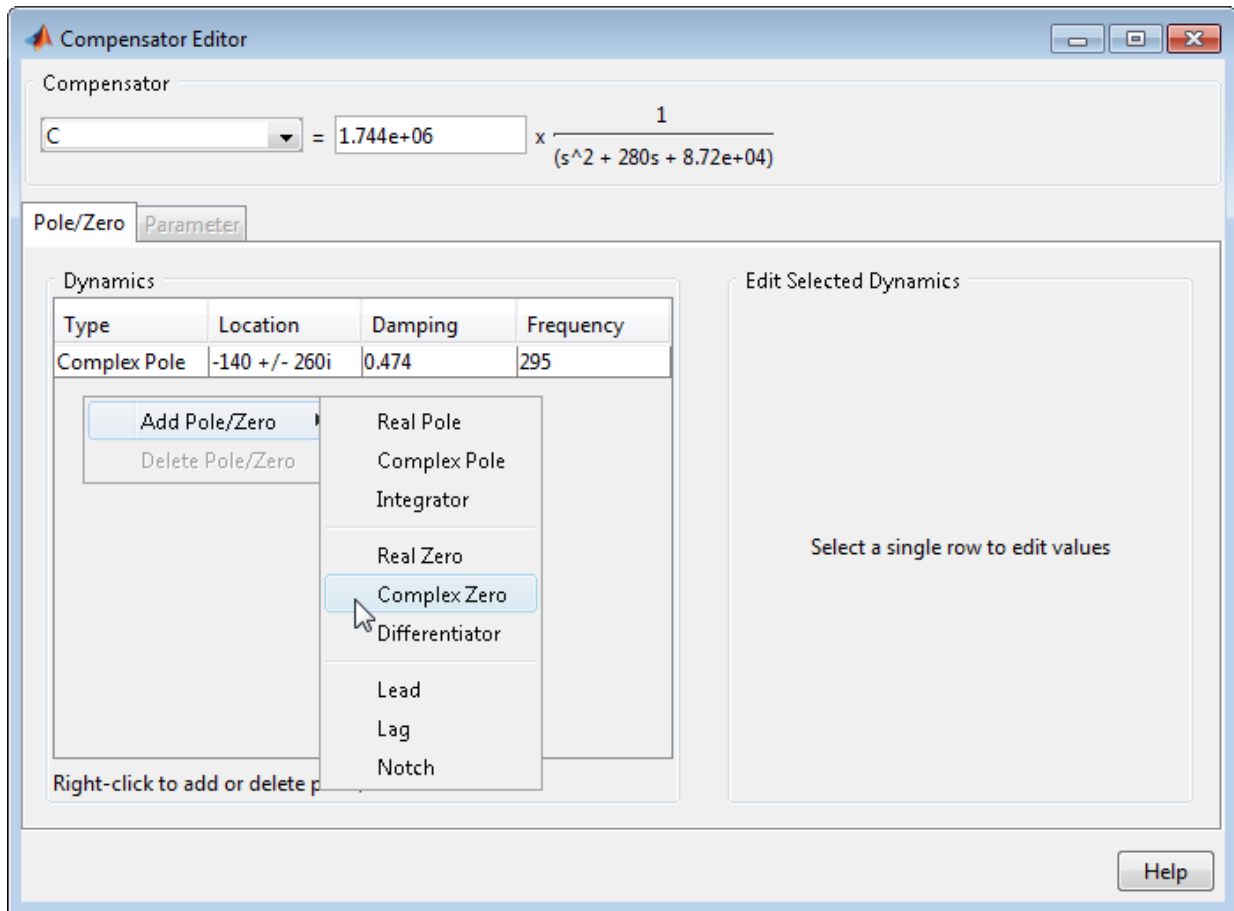 Compensator Editor
Compensator
C = 1.744e+06 x 1
(s^2 + 280s + 8.72e+04)
Pole/Zero Parameter
Dynamics
Type Location Damping Frequency
Complex Pole -140 +/- 260i 0.474 295
Add Pole/Zero
Delete Pole/Zero
Real Pole
Complex Pole
Integrator
Real Zero
Complex Zero
Differentiator
Lead
Lag
Notch
Right-click to add or delete
Edit Selected Dynamics
Select a single row to edit values
Help